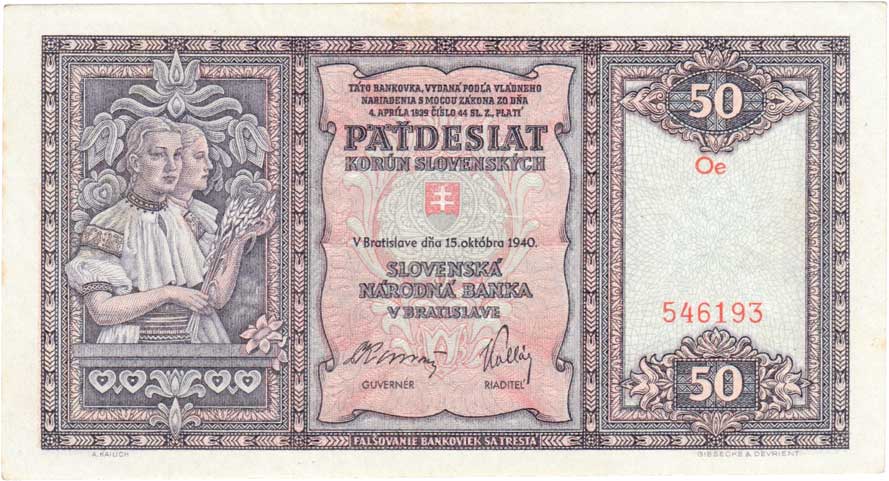 TÁTO BANKOVKA, VYDANÁ PODĽA VLÁDNEHO
NARIADENIA S MOCOU ZÁKONA ZO DŇA
4. APRÍLA 1939 ČÍSLO 44 SL. Z., PLATÍ
PÄŤDESIAT
KORÚN SLOVENSKÝCH
V Bratislave dňa 15. októbra 1940.
SLOVENSKÁ
NÁRODNÁ BANKA
V BRATISLAVE
GUVERNÉR
RIADITEĽ
FALŠOVANIE BANKOVIEK SA TRESTÁ
50
Oe
546193
50
GIESECKE & DEVRIENT